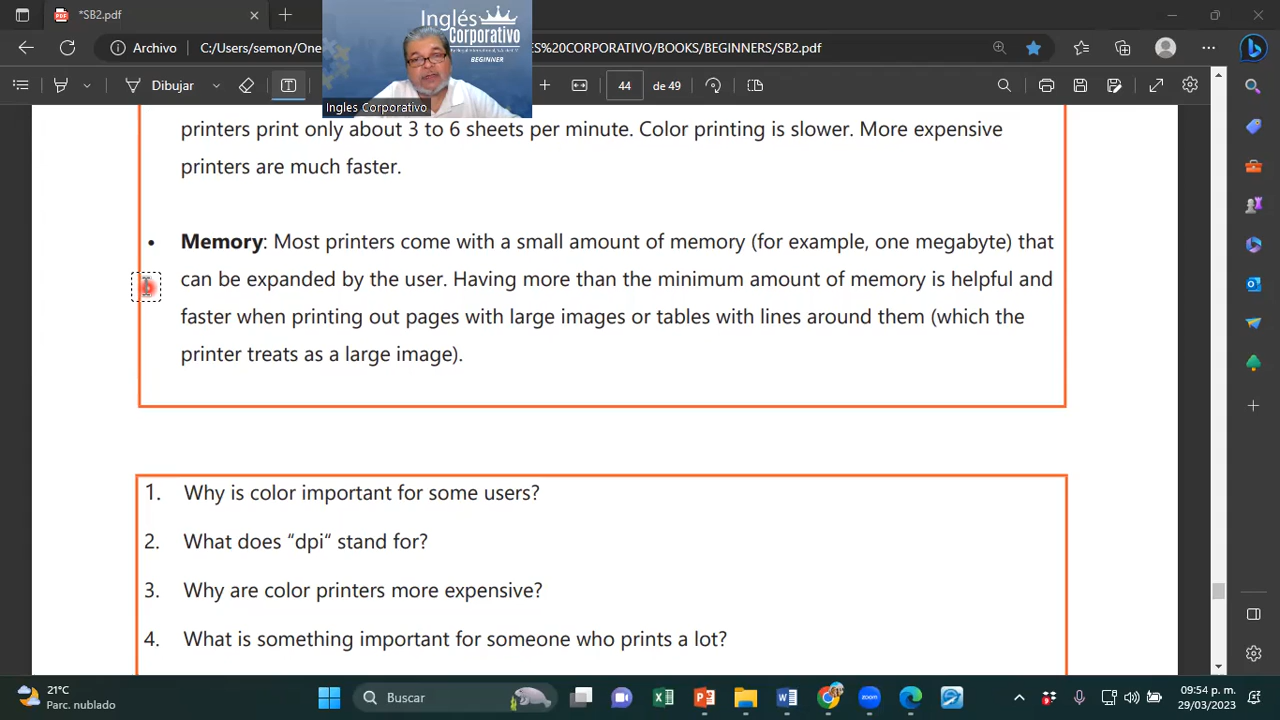 *SB2.pdf
Archivo
C:/Users/semon/One
ES%20CORPORATIVO/BOOKS/BEGINNERS/SB2.pdf
Dibujar
44
de 49
Inglés
Corporativo
BEGINNER
Ingles Corporativo
printers print only about 3 to 6 sheets per minute. Color printing is slower. More expensive
printers are much faster.
• Memory: Most printers come with a small amount of memory (for example, one megabyte) that
can be expanded by the user. Having more than the minimum amount of memory is helpful and
faster when printing out pages with large images or tables with lines around them (which the
printer treats as a large image).
1. Why is color important for some users?
2. What does “dpi“ stand for?
3. Why are color printers more expensive?
4. What is something important for someone who prints a lot?
21°C
Parc. nublado
Buscar
zoom
09:54 p. m.
29/03/2023